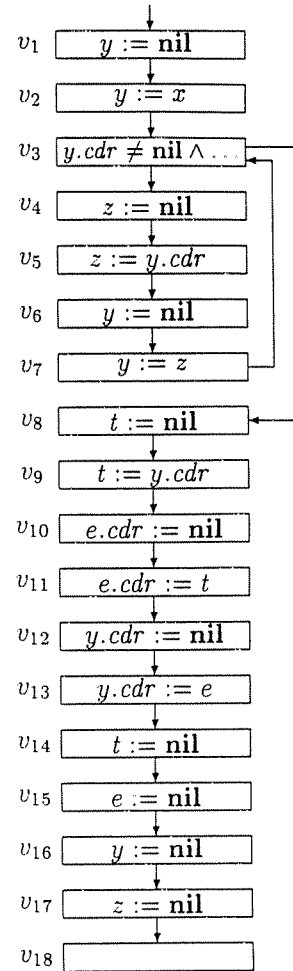 v1 y := nil
v2 y := x
v3 y.cdr ≠ nil ∧ ...
v4 z := nil
v5 z := y.cdr
v6 y := nil
v7 y := z
v8 t := nil
v9 t := y.cdr
v10 e.cdr := nil
v11 e.cdr := t
v12 y.cdr := nil
v13 y.cdr := e
v14 t := nil
v15 e := nil
v16 y := nil
v17 z := nil
v18